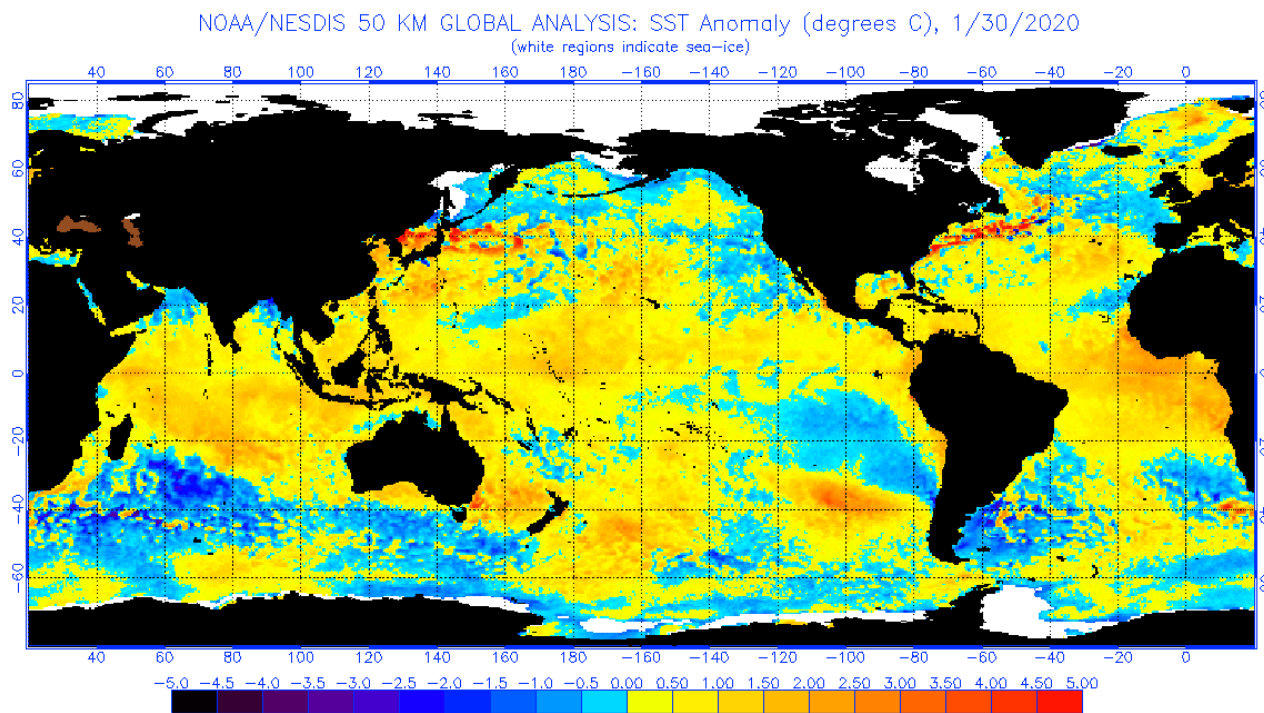 NOAA/NESDIS 50 KM GLOBAL ANALYSIS: SST Anomaly (degrees C), 1/30/2020
(white regions indicate sea-ice)
40 60 80 100 120 140 160 180 -160 -140 -120 -100 -80 -60 -40 -20 0
80
60
40
20
0
-20
-40
-60
40 60 80 100 120 140 160 180 -160 -140 -120 -100 -80 -60 -40 -20 0
-5.0 -4.5 -4.0 -3.5 -3.0 -2.5 -2.0 -1.5 -1.0 -0.5 0.00 0.50 1.00 1.50 2.00 2.50 3.00 3.50 4.00 4.50 5.00